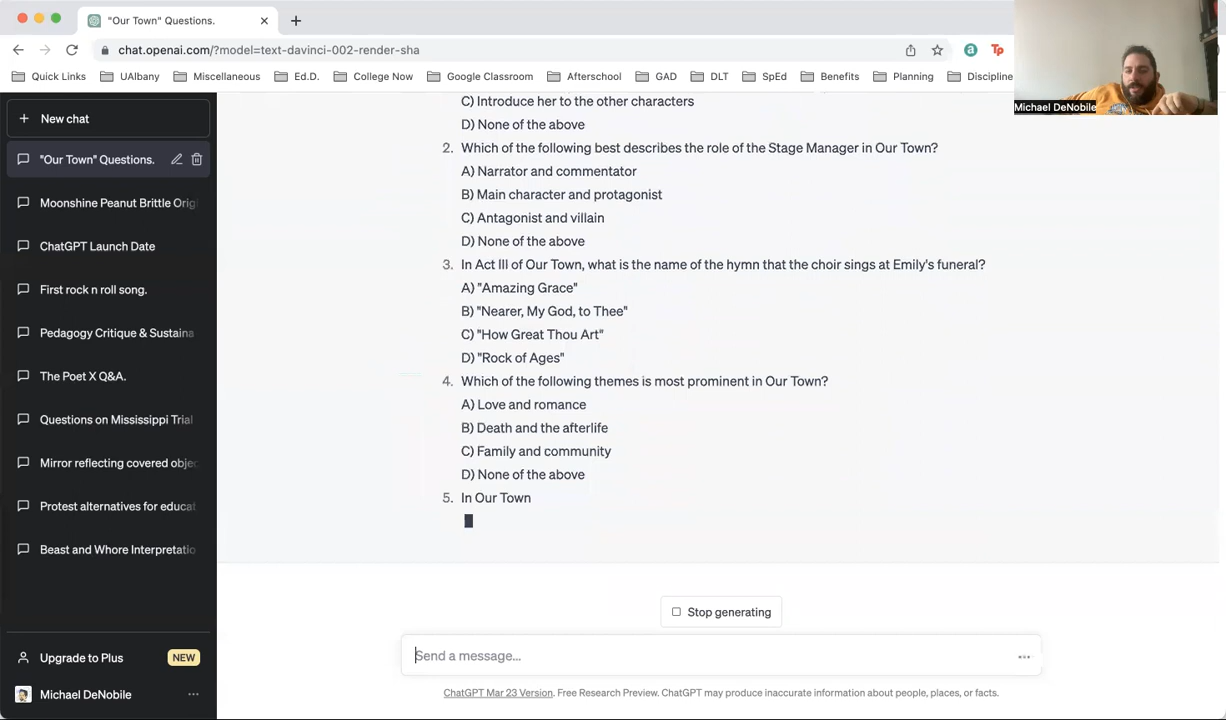 "Our Town" Questions.
chat.openai.com/?model=text-davinci-002-render-sha
Quick Links UAlbany Miscellaneous Ed.D. College Now Google Classroom Afterschool GAD DLT SpEd Benefits Planning Discipline
Michael DeNobile
New chat
"Our Town" Questions.
Moonshine Peanut Brittle Orig
ChatGPT Launch Date
First rock n roll song.
Pedagogy Critique & Sustaina
The Poet X Q&A.
Questions on Mississippi Trial
Mirror reflecting covered objec
Protest alternatives for educat
Beast and Whore Interpretatio
Upgrade to Plus NEW
Michael DeNobile
C) Introduce her to the other characters
D) None of the above
2. Which of the following best describes the role of the Stage Manager in Our Town?
A) Narrator and commentator
B) Main character and protagonist
C) Antagonist and villain
D) None of the above
3. In Act III of Our Town, what is the name of the hymn that the choir sings at Emily's funeral?
A) "Amazing Grace"
B) "Nearer, My God, to Thee"
C) "How Great Thou Art"
D) "Rock of Ages"
4. Which of the following themes is most prominent in Our Town?
A) Love and romance
B) Death and the afterlife
C) Family and community
D) None of the above
5. In Our Town
Stop generating
Send a message...
ChatGPT Mar 23 Version. Free Research Preview. ChatGPT may produce inaccurate information about people, places, or facts.